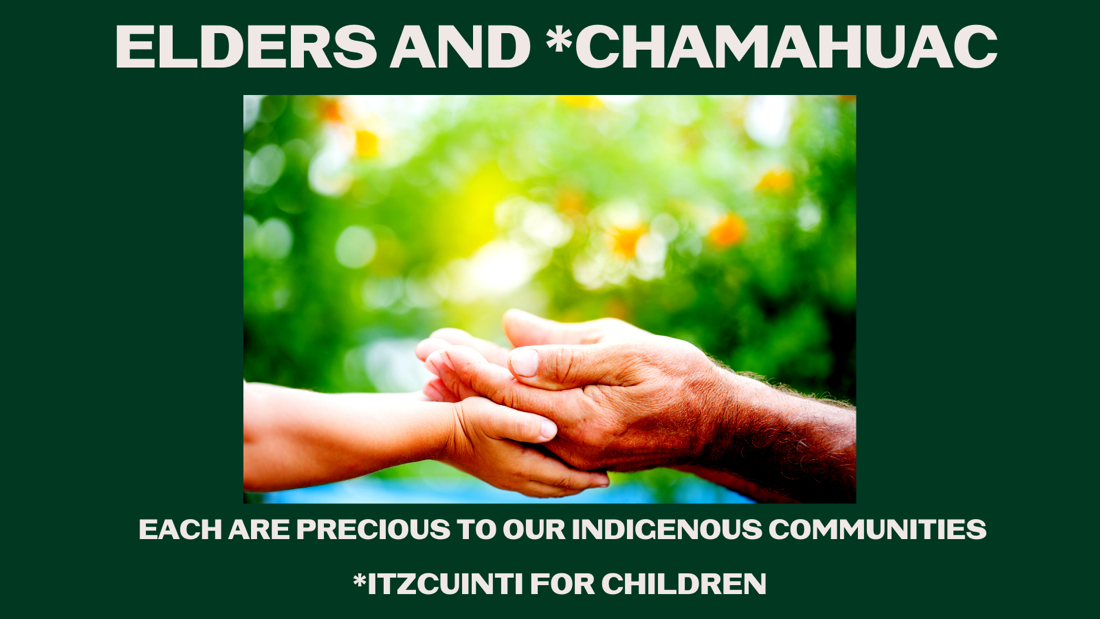 ELDERS AND *CHAMAHUAC
EACH ARE PRECIOUS TO OUR INDIGENOUS COMMUNITIES
*ITZCUINTI FOR CHILDREN